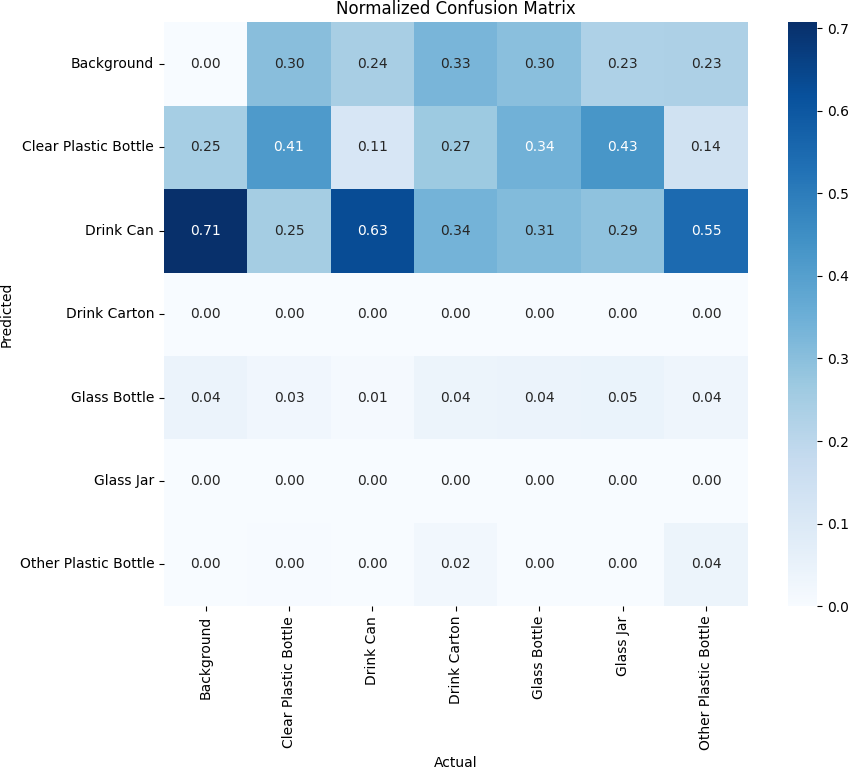 Normalized Confusion Matrix
Background 0.00 0.30 0.24 0.33 0.30 0.23 0.23
Clear Plastic Bottle 0.25 0.41 0.11 0.27 0.34 0.43 0.14
Drink Can 0.71 0.25 0.63 0.34 0.31 0.29 0.55
Drink Carton 0.00 0.00 0.00 0.00 0.00 0.00 0.00
Glass Bottle 0.04 0.03 0.01 0.04 0.04 0.05 0.04
Glass Jar 0.00 0.00 0.00 0.00 0.00 0.00 0.00
Other Plastic Bottle 0.00 0.00 0.00 0.02 0.00 0.00 0.04
Predicted
Background
Clear Plastic Bottle
Drink Can
Drink Carton
Glass Bottle
Glass Jar
Other Plastic Bottle
Actual
0.7
0.6
0.5
0.4
0.3
0.2
0.1
0.0